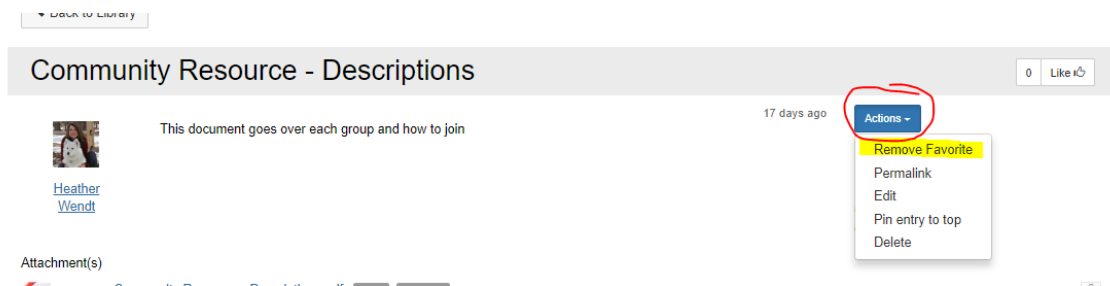 Back to Library
Community Resource - Descriptions
0 Like
This document goes over each group and how to join
17 days ago
Actions
Remove Favorite
Permalink
Edit
Pin entry to top
Delete
Heather
Wendt
Attachment(s)